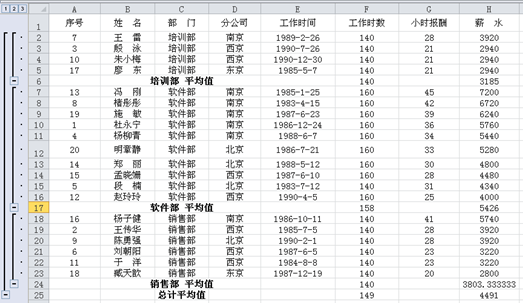 1 2 3 A B C D E F G H
1 序号 姓 名 部 门 分公司 工作时间 工作时数 小时报酬 薪 水
2 7 王 雷 培训部 南京 1989-2-26 140 28 3920
3 3 殷 泳 培训部 西京 1990-7-26 140 21 2940
4 10 朱小梅 培训部 西京 1990-12-30 140 21 2940
5 17 廖 东 培训部 东京 1985-5-7 140 21 2940
6 培训部 平均值 140 3185
7 13 冯 刚 软件部 南京 1985-1-25 160 45 7200
8 8 楮彤彤 软件部 南京 1983-4-15 160 42 6720
9 19 施 敏 软件部 南京 1987-6-23 160 39 6240
10 1 杜永宁 软件部 南京 1986-12-24 160 36 5760
11 4 杨柳青 软件部 南京 1988-6-7 160 34 5440
12 20 明章静 软件部 北京 1986-7-21 160 33 5280
13 14 郑 丽 软件部 北京 1988-5-12 160 30 4800
14 15 孟晓姗 软件部 西京 1987-6-10 160 28 4480
15 5 段 楠 软件部 北京 1983-7-12 140 31 4340
16 12 赵玲玲 软件部 西京 1990-4-5 160 25 4000
17 软件部 平均值 158 5426
18 16 杨子健 销售部 南京 1986-10-11 140 41 5740
19 2 王传华 销售部 西京 1985-7-5 140 28 3920
20 9 陈勇强 销售部 北京 1990-2-1 140 28 3920
21 6 刘朝阳 销售部 西京 1987-6-5 140 23 3220
22 11 于 洋 销售部 西京 1984-8-8 140 23 3220
23 18 臧天歆 销售部 东京 1987-12-19 140 20 2800
24 销售部 平均值 140 3803.333333
25 总计平均值 149 4491